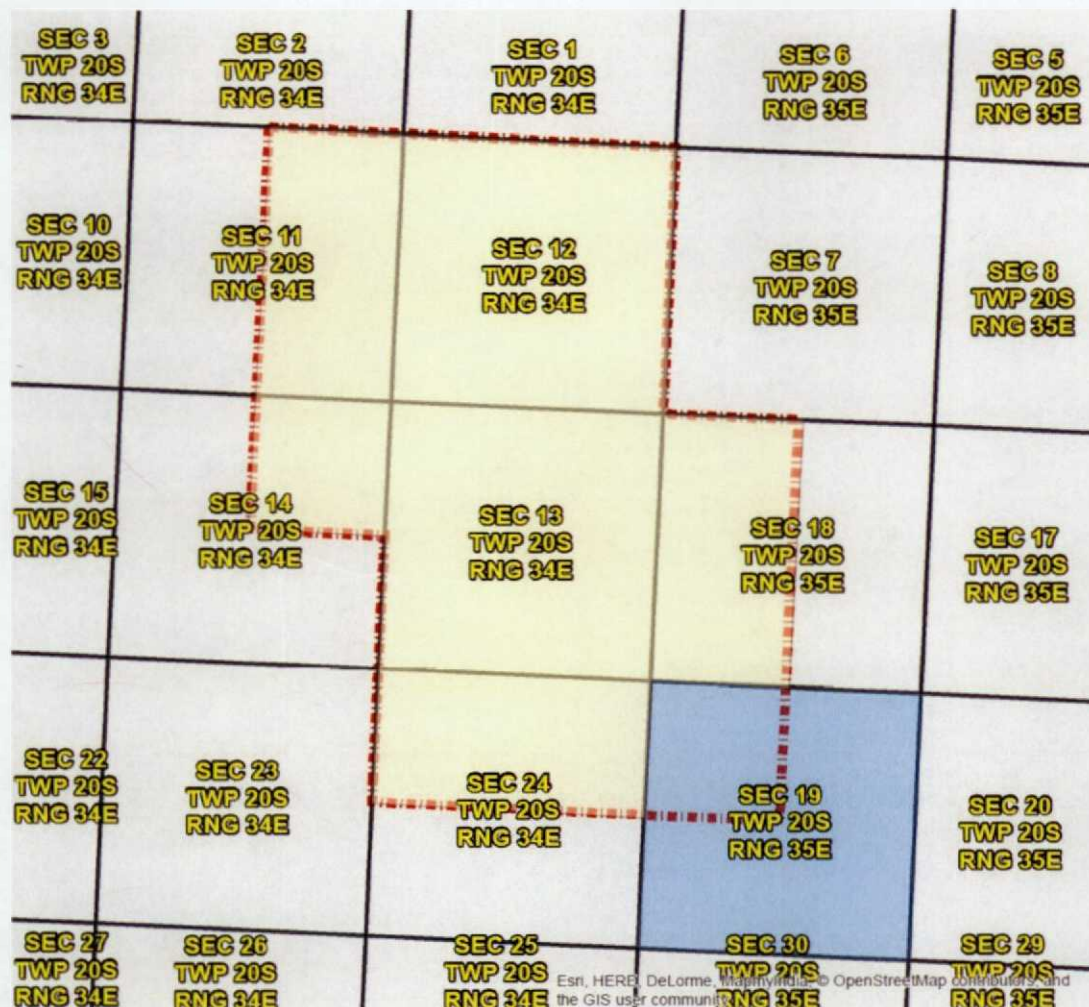 SEC 3
TWP 20S
RNG 34E
SEC 2
TWP 20S
RNG 34E
SEC 1
TWP 20S
RNG 34E
SEC 6
TWP 20S
RNG 35E
SEC 5
TWP 20S
RNG 35E
SEC 10
TWP 20S
RNG 34E
SEC 11
TWP 20S
RNG 34E
SEC 12
TWP 20S
RNG 34E
SEC 7
TWP 20S
RNG 35E
SEC 8
TWP 20S
RNG 35E
SEC 15
TWP 20S
RNG 34E
SEC 14
TWP 20S
RNG 34E
SEC 13
TWP 20S
RNG 34E
SEC 18
TWP 20S
RNG 35E
SEC 17
TWP 20S
RNG 35E
SEC 22
TWP 20S
RNG 34E
SEC 23
TWP 20S
RNG 34E
SEC 24
TWP 20S
RNG 34E
SEC 19
TWP 20S
RNG 35E
SEC 20
TWP 20S
RNG 35E
SEC 27
TWP 20S
RNG 34E
SEC 26
TWP 20S
RNG 34E
SEC 25
TWP 20S
RNG 34E
SEC 30
TWP 20S
RNG 35E
SEC 29
TWP 20S
RNG 35E
Esri, HERE, DeLorme, MapmyIndia, © OpenStreetMap contributors, and
the GIS user community